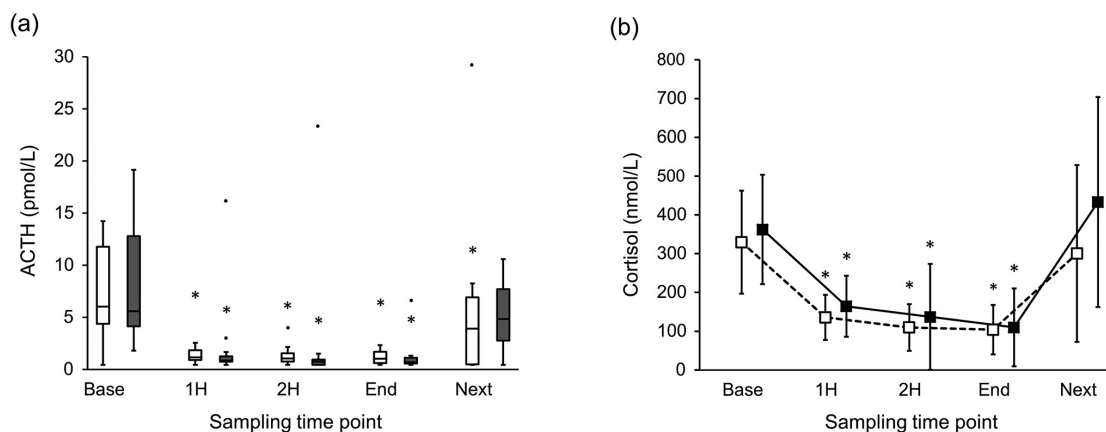 (a)
ACTH (pmol/L)
30
25
20
15
10
5
0
* * * * * * *
Base 1H 2H End Next
Sampling time point
(b)
Cortisol (nmol/L)
800
700
600
500
400
300
200
100
0
* * * * * *
Base 1H 2H End Next
Sampling time point